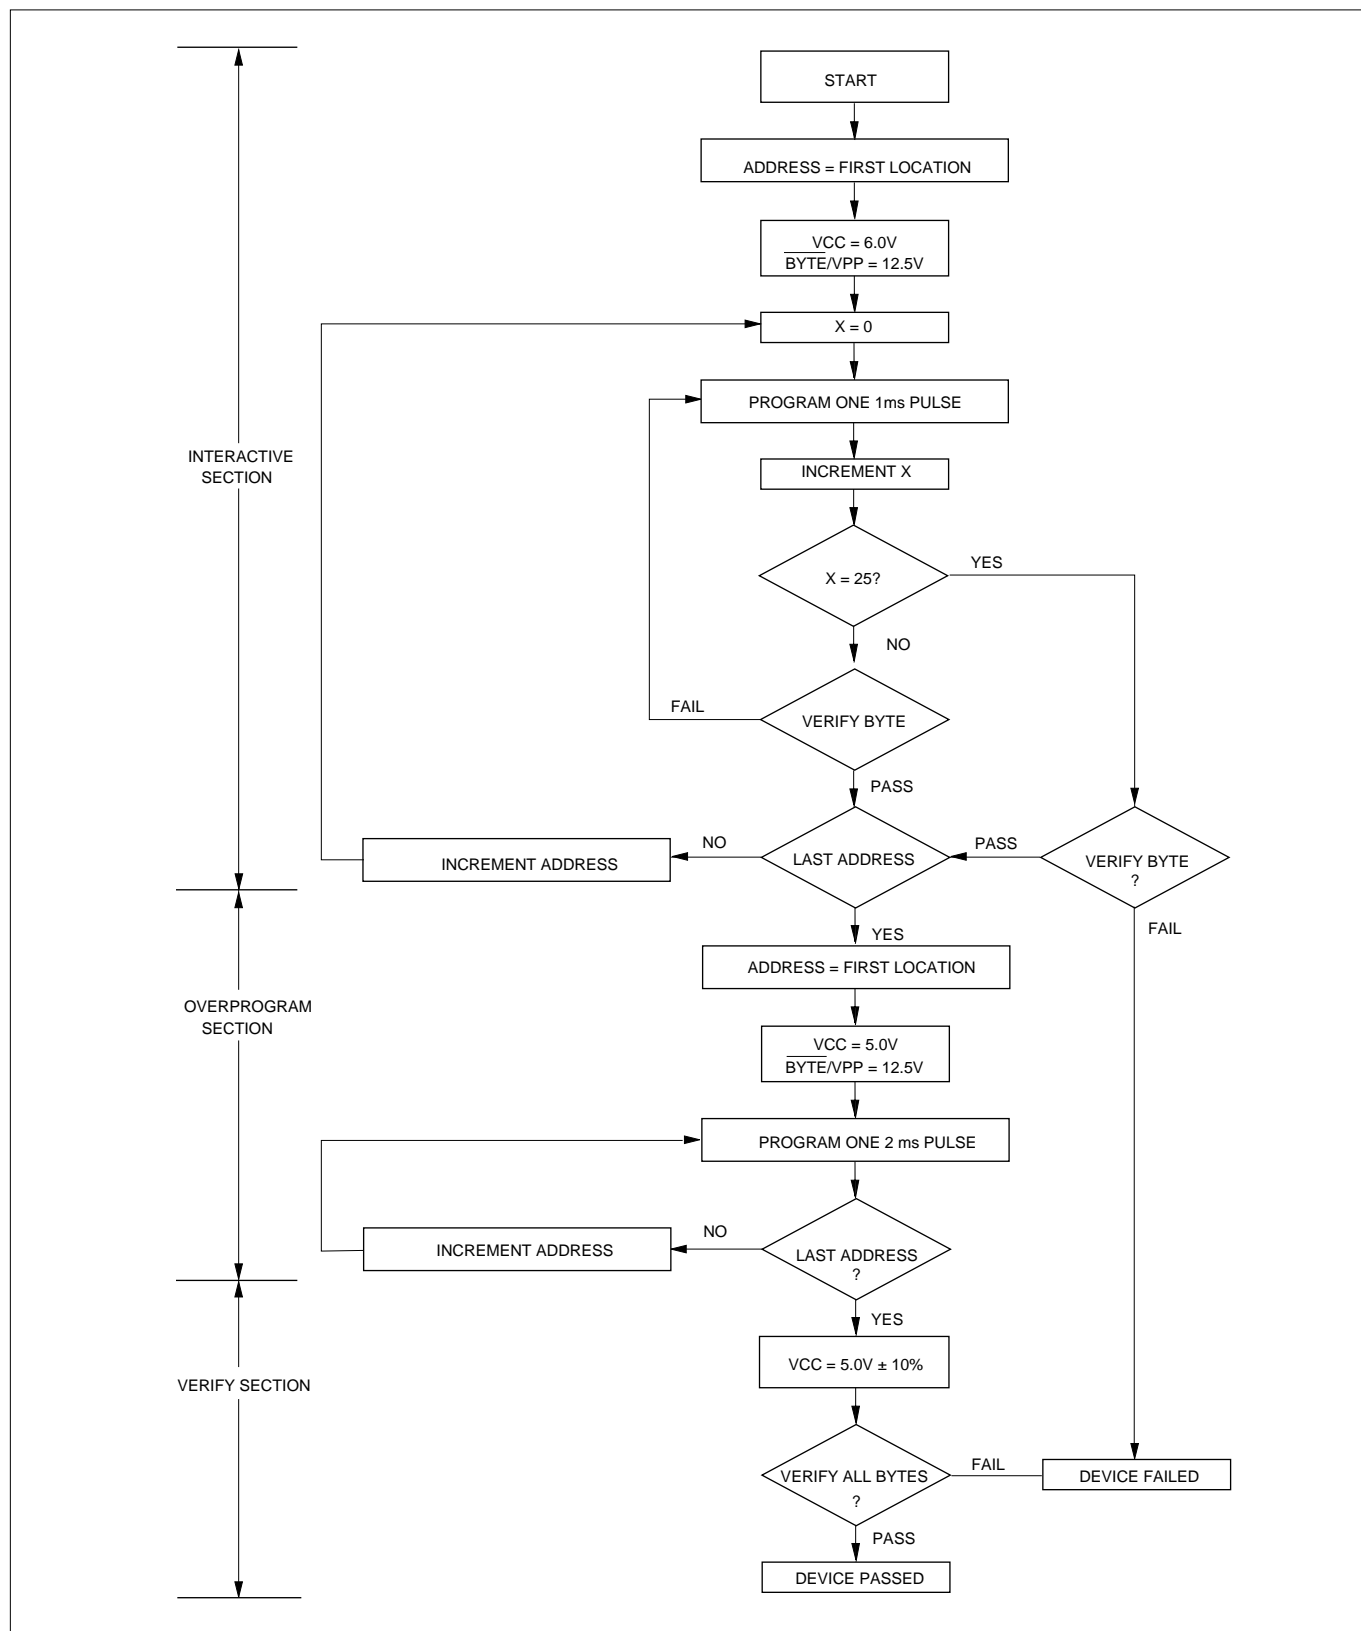 START
ADDRESS = FIRST LOCATION
VCC = 6.0V
BYTE/VPP = 12.5V
X = 0
PROGRAM ONE 1ms PULSE
INTERACTIVE
SECTION
INCREMENT X
X = 25?
YES
NO
VERIFY BYTE
FAIL
PASS
INCREMENT ADDRESS
NO
LAST ADDRESS
PASS
VERIFY BYTE
?
FAIL
YES
ADDRESS = FIRST LOCATION
OVERPROGRAM
SECTION
VCC = 5.0V
BYTE/VPP = 12.5V
PROGRAM ONE 2 ms PULSE
INCREMENT ADDRESS
NO
LAST ADDRESS
?
YES
VCC = 5.0V ± 10%
VERIFY SECTION
VERIFY ALL BYTES
?
FAIL
DEVICE FAILED
PASS
DEVICE PASSED